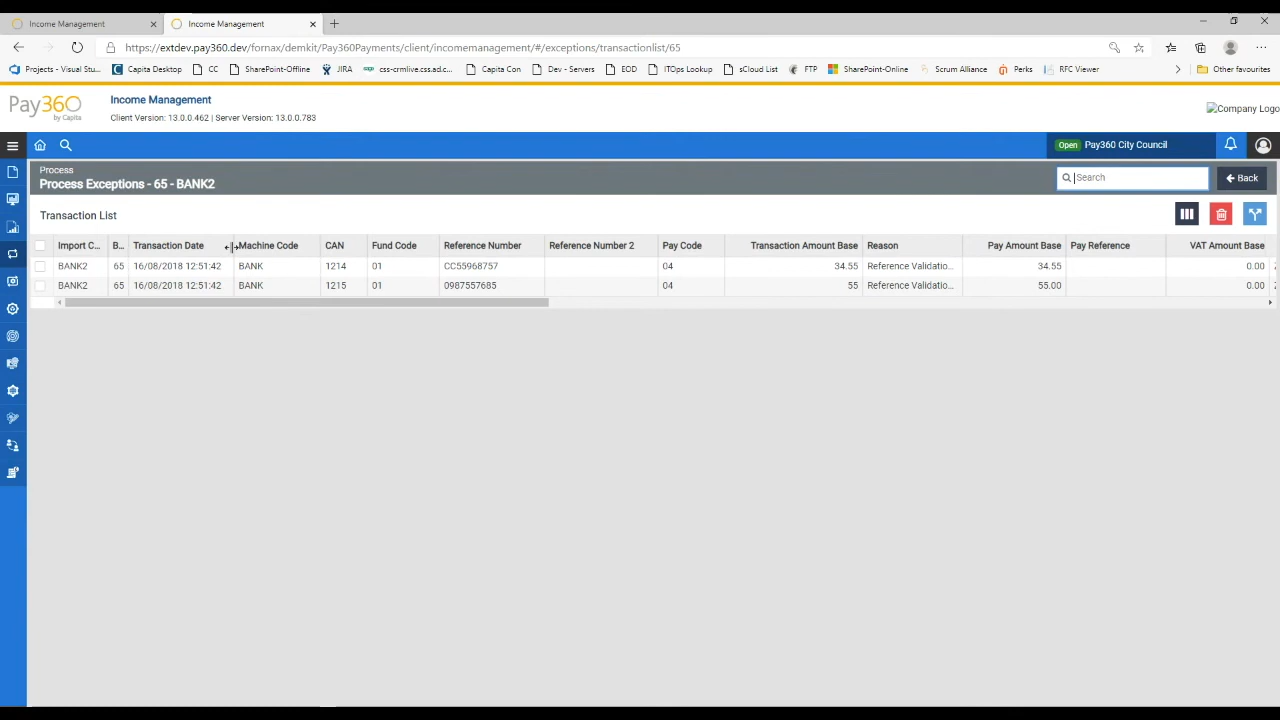 Income Management
Income Management
https://extdev.pay360.dev/fornax/demkit/Pay360Payments/client/incomemanagement/#/exceptions/transactionlist/65
Projects - Visual Stu... Capita Desktop CC SharePoint-Offline JIRA css-crmlive.css.ad.c... Capita Con Dev - Servers EOD ITOps Lookup sCloud List FTP SharePoint-Online Scrum Alliance Perks RFC Viewer Other favourites
Pay360
by Capita
Income Management
Client Version: 13.0.0.462 | Server Version: 13.0.0.783
Company Logo
Open Pay360 City Council
Process
Process Exceptions - 65 - BANK2
Search
Back
Transaction List
Import C... B... Transaction Date Machine Code CAN Fund Code Reference Number Reference Number 2 Pay Code Transaction Amount Base Reason Pay Amount Base Pay Reference VAT Amount Base
BANK2 65 16/08/2018 12:51:42 BANK 1214 01 CC55968757 04 34.55 Reference Validatio... 34.55 0.00
BANK2 65 16/08/2018 12:51:42 BANK 1215 01 0987557685 04 55 Reference Validatio... 55.00 0.00